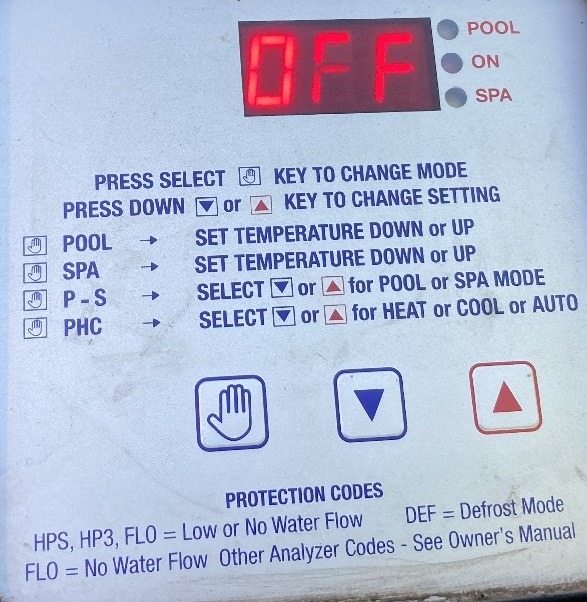 OFF
POOL
ON
SPA
PRESS SELECT KEY TO CHANGE MODE
PRESS DOWN ▼ or ▲ KEY TO CHANGE SETTING
POOL → SET TEMPERATURE DOWN or UP
SPA → SET TEMPERATURE DOWN or UP
P - S → SELECT ▼ or ▲ for POOL or SPA MODE
PHC → SELECT ▼ or ▲ for HEAT or COOL or AUTO
PROTECTION CODES
HPS, HP3, FLO = Low or No Water Flow DEF = Defrost Mode
FLO = No Water Flow Other Analyzer Codes - See Owner's Manual